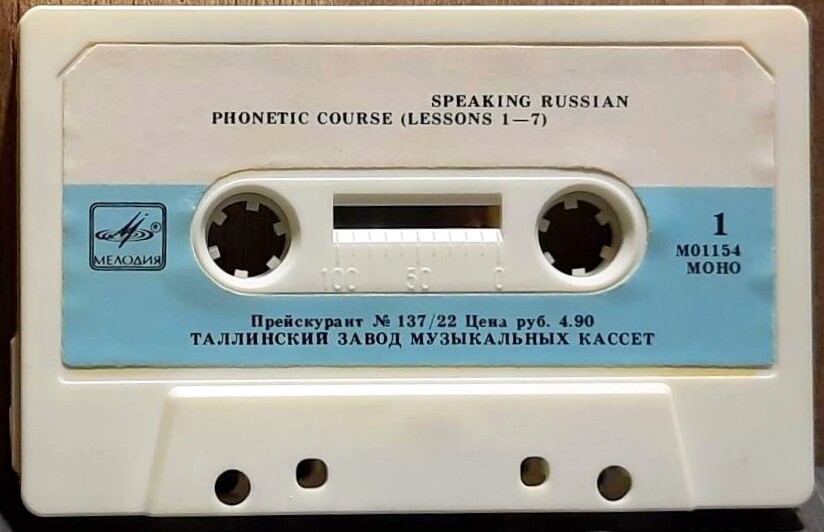 SPEAKING RUSSIAN
PHONETIC COURSE (LESSONS 1—7)
МЕЛОДИЯ
®
1
М01154
МОНО
100 50 0
Прейскурант № 137/22 Цена руб. 4.90
ТАЛЛИНСКИЙ ЗАВОД МУЗЫКАЛЬНЫХ КАССЕТ